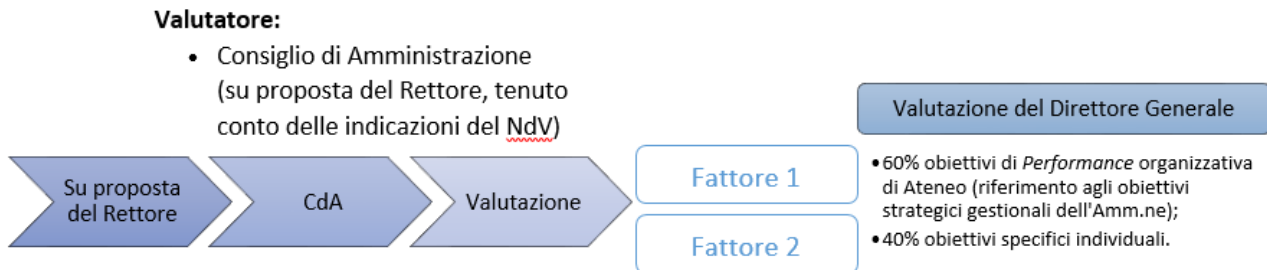 Valutatore:
• Consiglio di Amministrazione
(su proposta del Rettore, tenuto
conto delle indicazioni del NdV)
Su proposta
del Rettore
CdA
Valutazione
Fattore 1
Fattore 2
Valutazione del Direttore Generale
•60% obiettivi di Performance organizzativa
di Ateneo (riferimento agli obiettivi
strategici gestionali dell'Amm.ne);
•40% obiettivi specifici individuali.